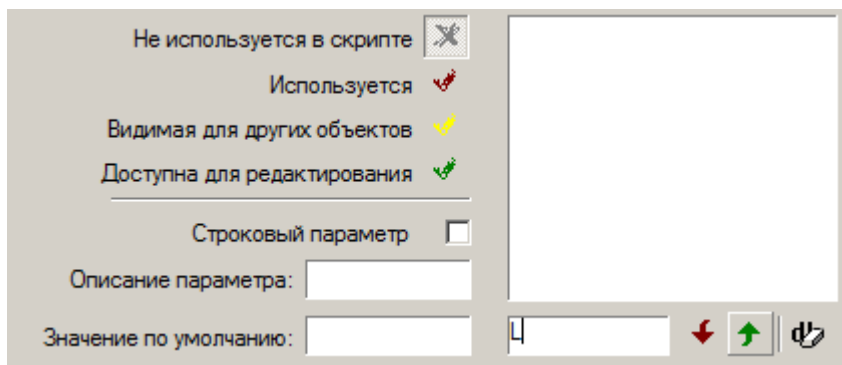 Не используется в скрипте
Используется
Видимая для других объектов
Доступна для редактирования
Строковый параметр
Описание параметра:
Значение по умолчанию: